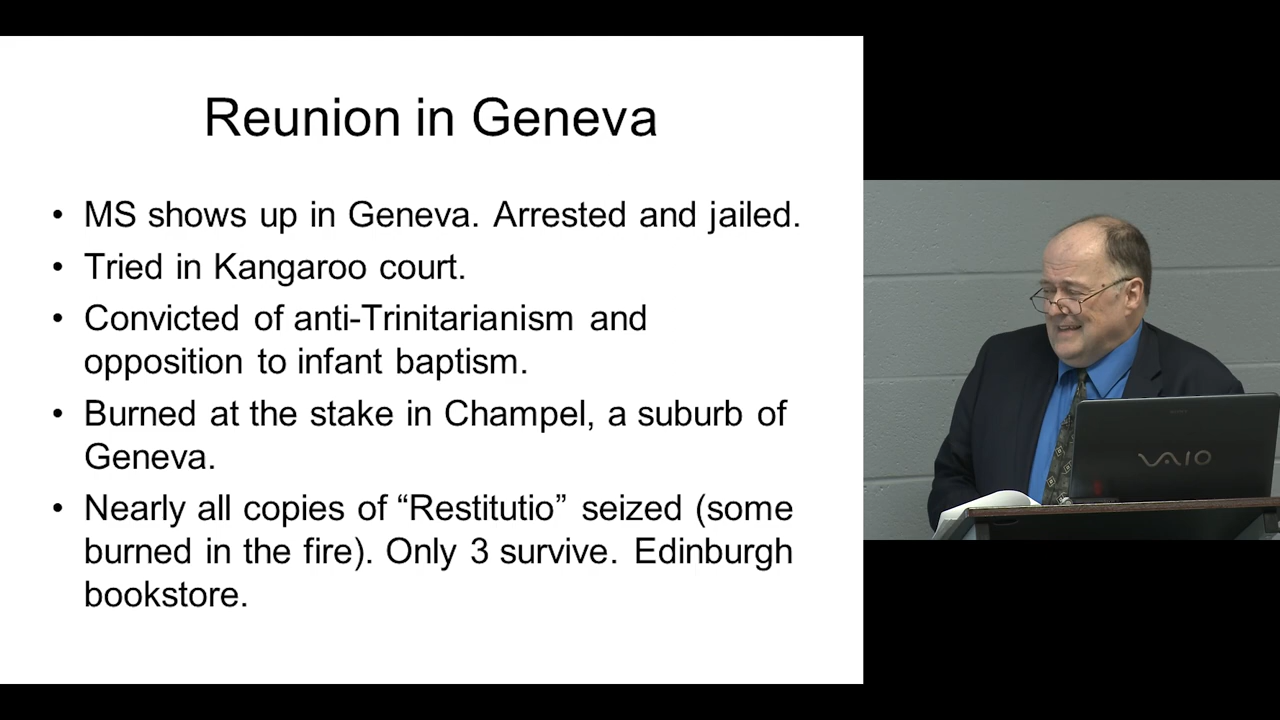 Reunion in Geneva
• MS shows up in Geneva. Arrested and jailed.
• Tried in Kangaroo court.
• Convicted of anti-Trinitarianism and
opposition to infant baptism.
• Burned at the stake in Champel, a suburb of
Geneva.
• Nearly all copies of “Restitutio” seized (some
burned in the fire). Only 3 survive. Edinburgh
bookstore.
VAIO